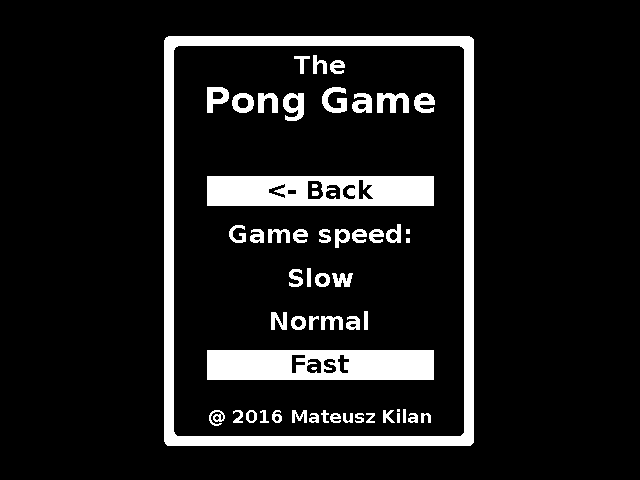 The
Pong Game
<- Back
Game speed:
Slow
Normal
Fast
@ 2016 Mateusz Kilan